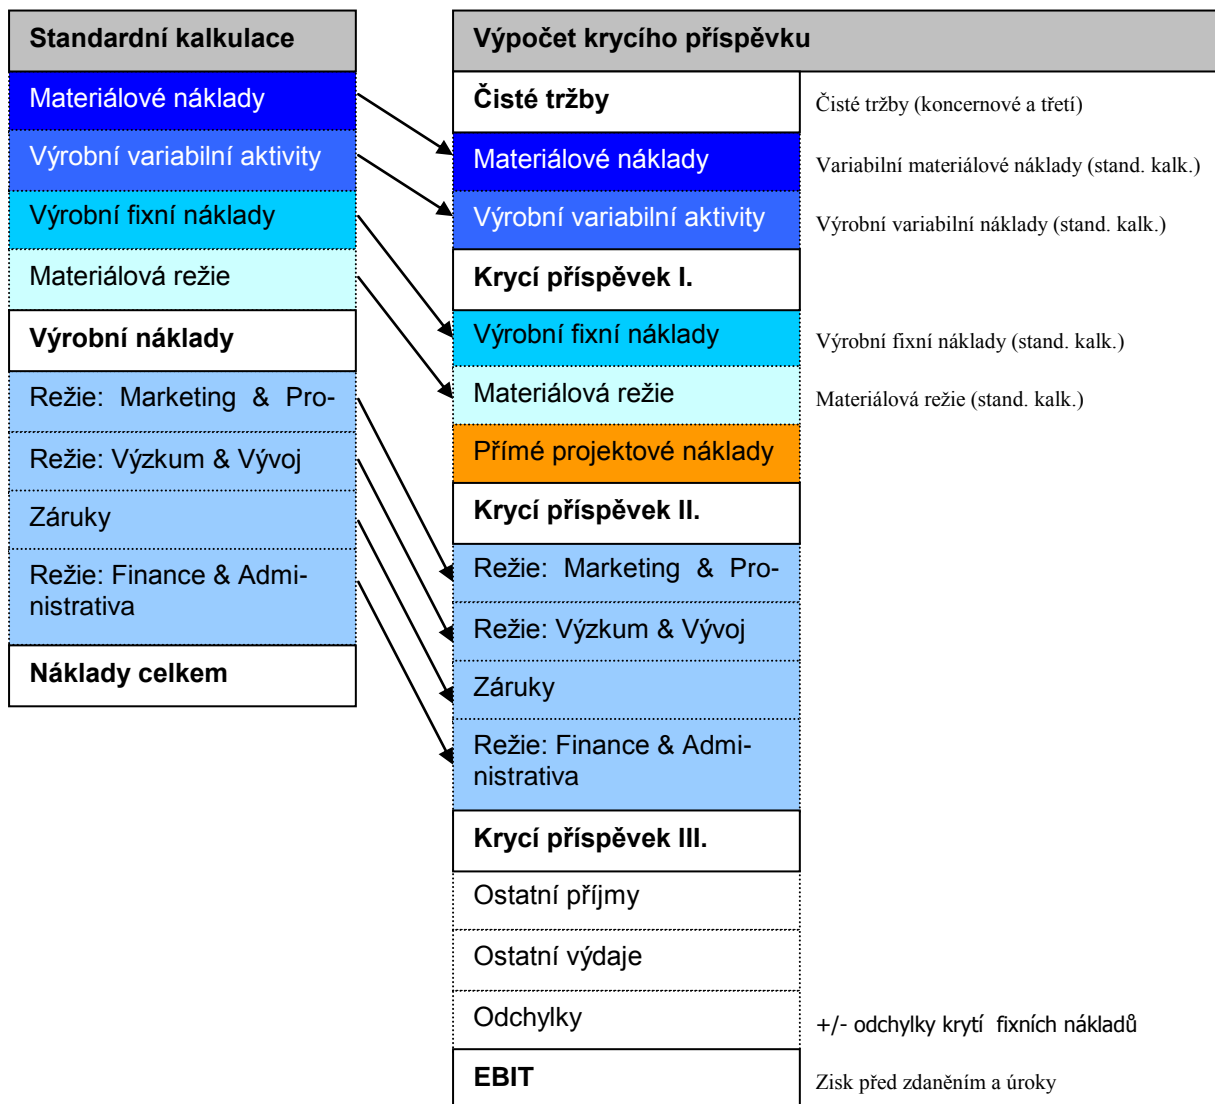 Standardní kalkulace
Materiálové náklady
Výrobní variabilní aktivity
Výrobní fixní náklady
Materiálová režie
Výrobní náklady
Režie: Marketing & Pro-
Režie: Výzkum & Vývoj
Záruky
Režie: Finance & Admi-
nistrativa
Náklady celkem
Výpočet krycího příspěvku
Čisté tržby
Čisté tržby (koncernové a třetí)
Materiálové náklady
Variabilní materiálové náklady (stand. kalk.)
Výrobní variabilní aktivity
Výrobní variabilní náklady (stand. kalk.)
Krycí příspěvek I.
Výrobní fixní náklady
Výrobní fixní náklady (stand. kalk.)
Materiálová režie
Materiálová režie (stand. kalk.)
Přímé projektové náklady
Krycí příspěvek II.
Režie: Marketing & Pro-
Režie: Výzkum & Vývoj
Záruky
Režie: Finance & Admi-
nistrativa
Krycí příspěvek III.
Ostatní příjmy
Ostatní výdaje
Odchylky
+/- odchylky krytí fixních nákladů
EBIT
Zisk před zdaněním a úroky